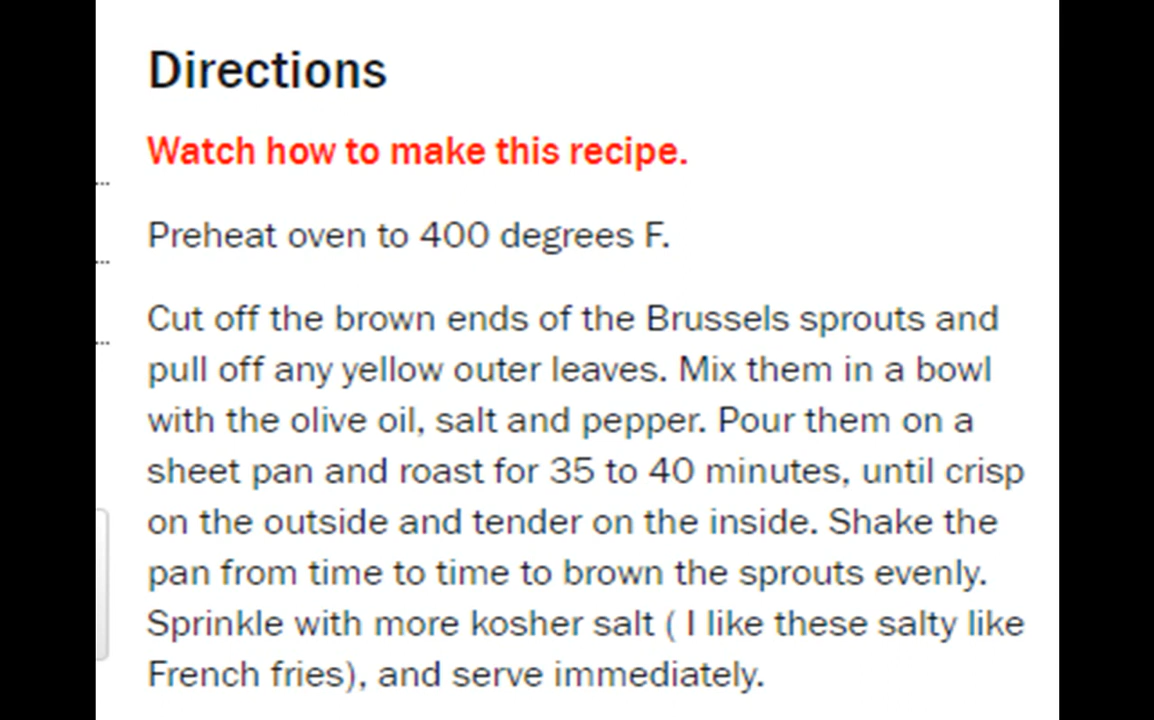 Directions
Watch how to make this recipe.
Preheat oven to 400 degrees F.
Cut off the brown ends of the Brussels sprouts and
pull off any yellow outer leaves. Mix them in a bowl
with the olive oil, salt and pepper. Pour them on a
sheet pan and roast for 35 to 40 minutes, until crisp
on the outside and tender on the inside. Shake the
pan from time to time to brown the sprouts evenly.
Sprinkle with more kosher salt ( I like these salty like
French fries), and serve immediately.